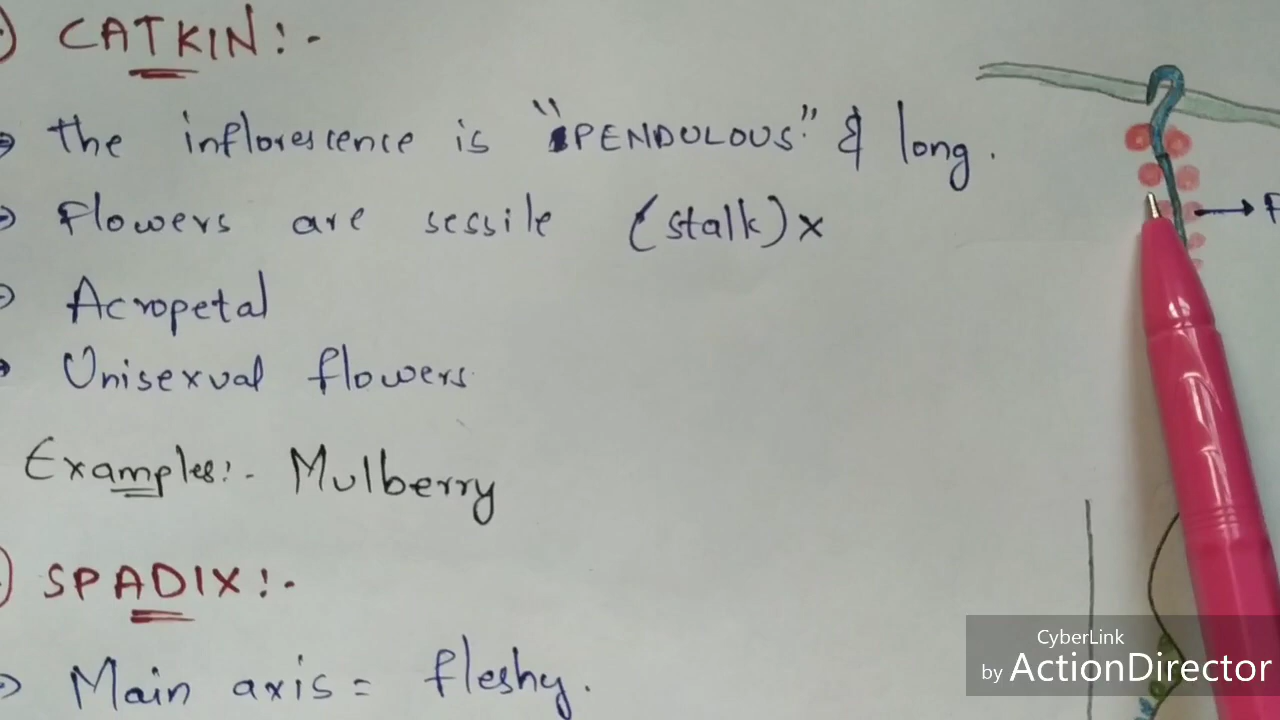 ) CATKIN:-
the inflorescence is "PENDULOUS." & long.
Flowers are sessile (stalk) x
F
Acropetal
Unisexual flowers
Examples:- Mulberry
) SPADIX:-
Main axis = fleshy.
CyberLink
by ActionDirector